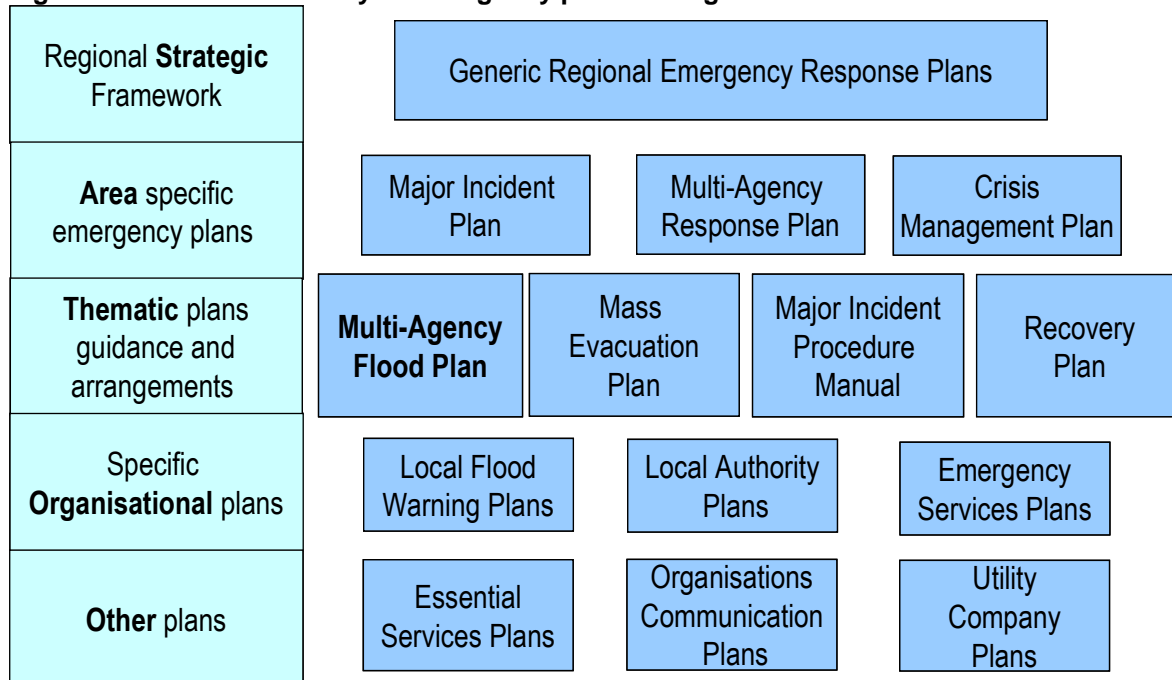 Regional Strategic
Framework
Generic Regional Emergency Response Plans
Area specific
emergency plans
Major Incident
Plan
Multi-Agency
Response Plan
Crisis
Management Plan
Thematic plans
guidance and
arrangements
Multi-Agency
Flood Plan
Mass
Evacuation
Plan
Major Incident
Procedure
Manual
Recovery
Plan
Specific
Organisational plans
Local Flood
Warning Plans
Local Authority
Plans
Emergency
Services Plans
Other plans
Essential
Services Plans
Organisations
Communication
Plans
Utility
Company
Plans